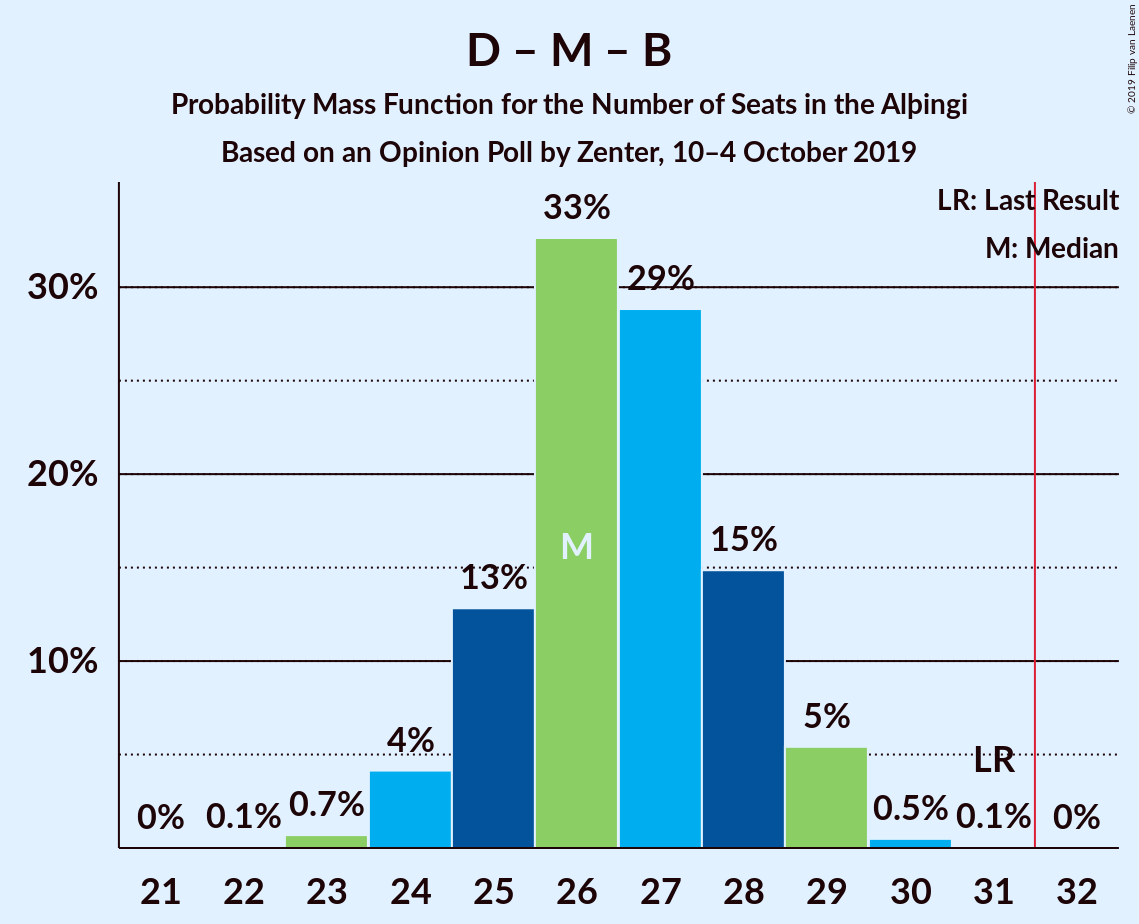 D – M – B
Probability Mass Function for the Number of Seats in the Alþingi
Based on an Opinion Poll by Zenter, 10–4 October 2019
© 2019 Filip van Laenen
LR: Last Result
M: Median
33%
29%
30%
20%
15%
M
13%
10%
5%
4%
LR
0.7%
0.5%
0%
0.1%
0.1%
0%
21 22 23 24 25 26 27 28 29 30 31 32